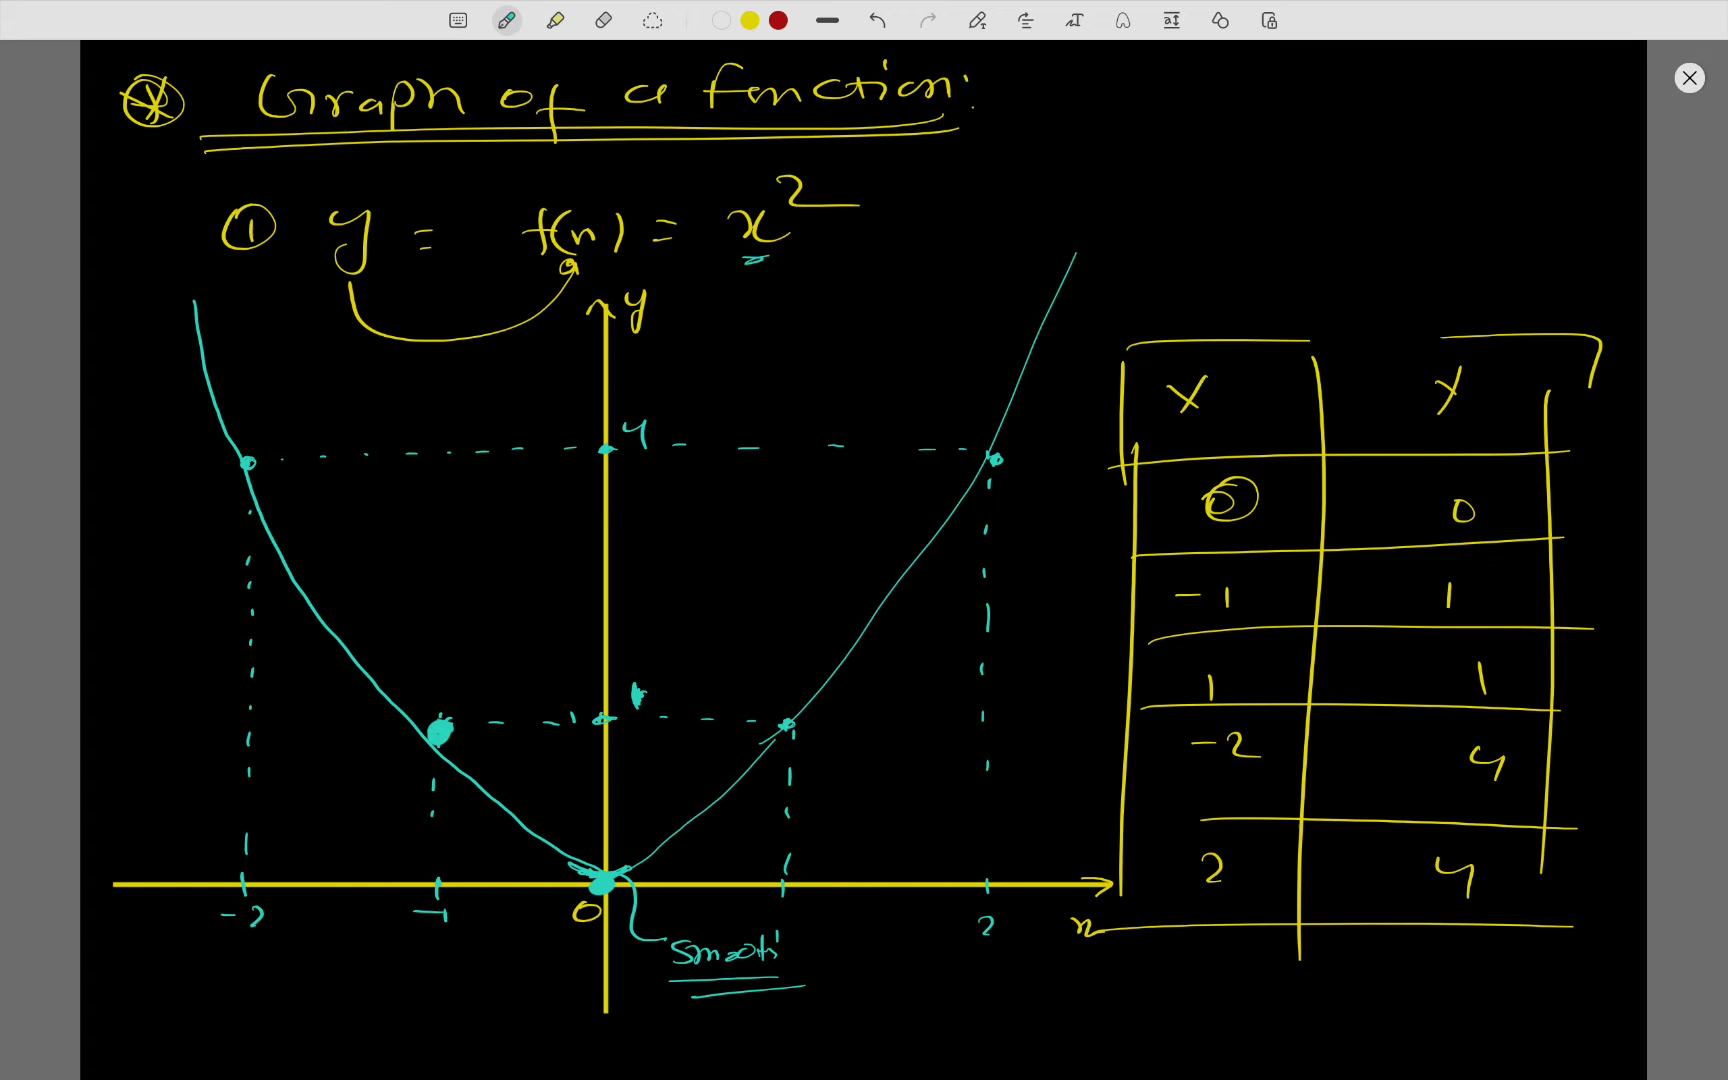 Graph of a function:
① y = f(x) = x²
y
4
1
-2 -1 0 2 x
Smooth
X Y
0 0
-1 1
1 1
-2 4
2 4